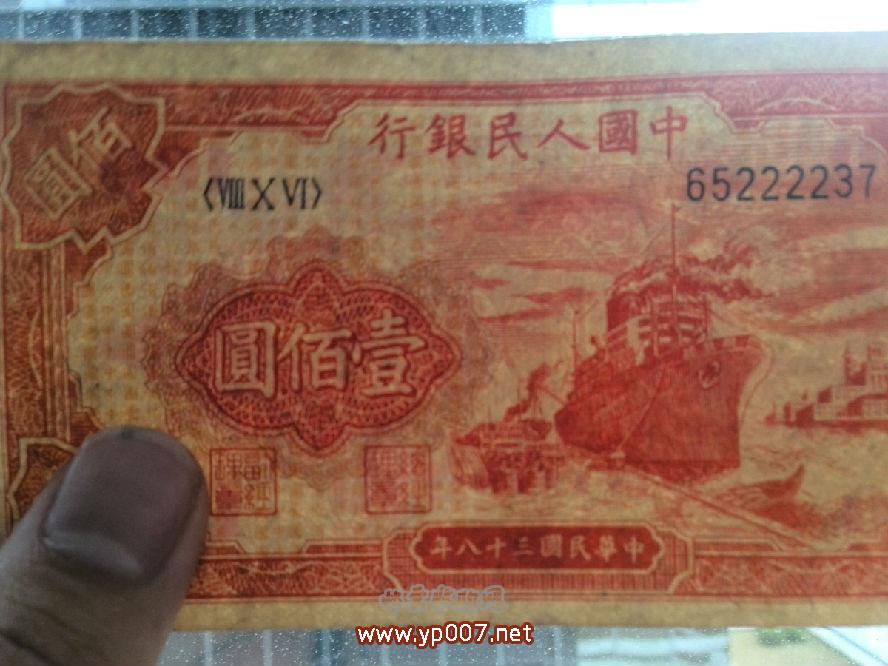 中國人民銀行
佰圓
〈VIII X VI〉
65222237
壹佰圓
中華民國三十八年
www.yp007.net